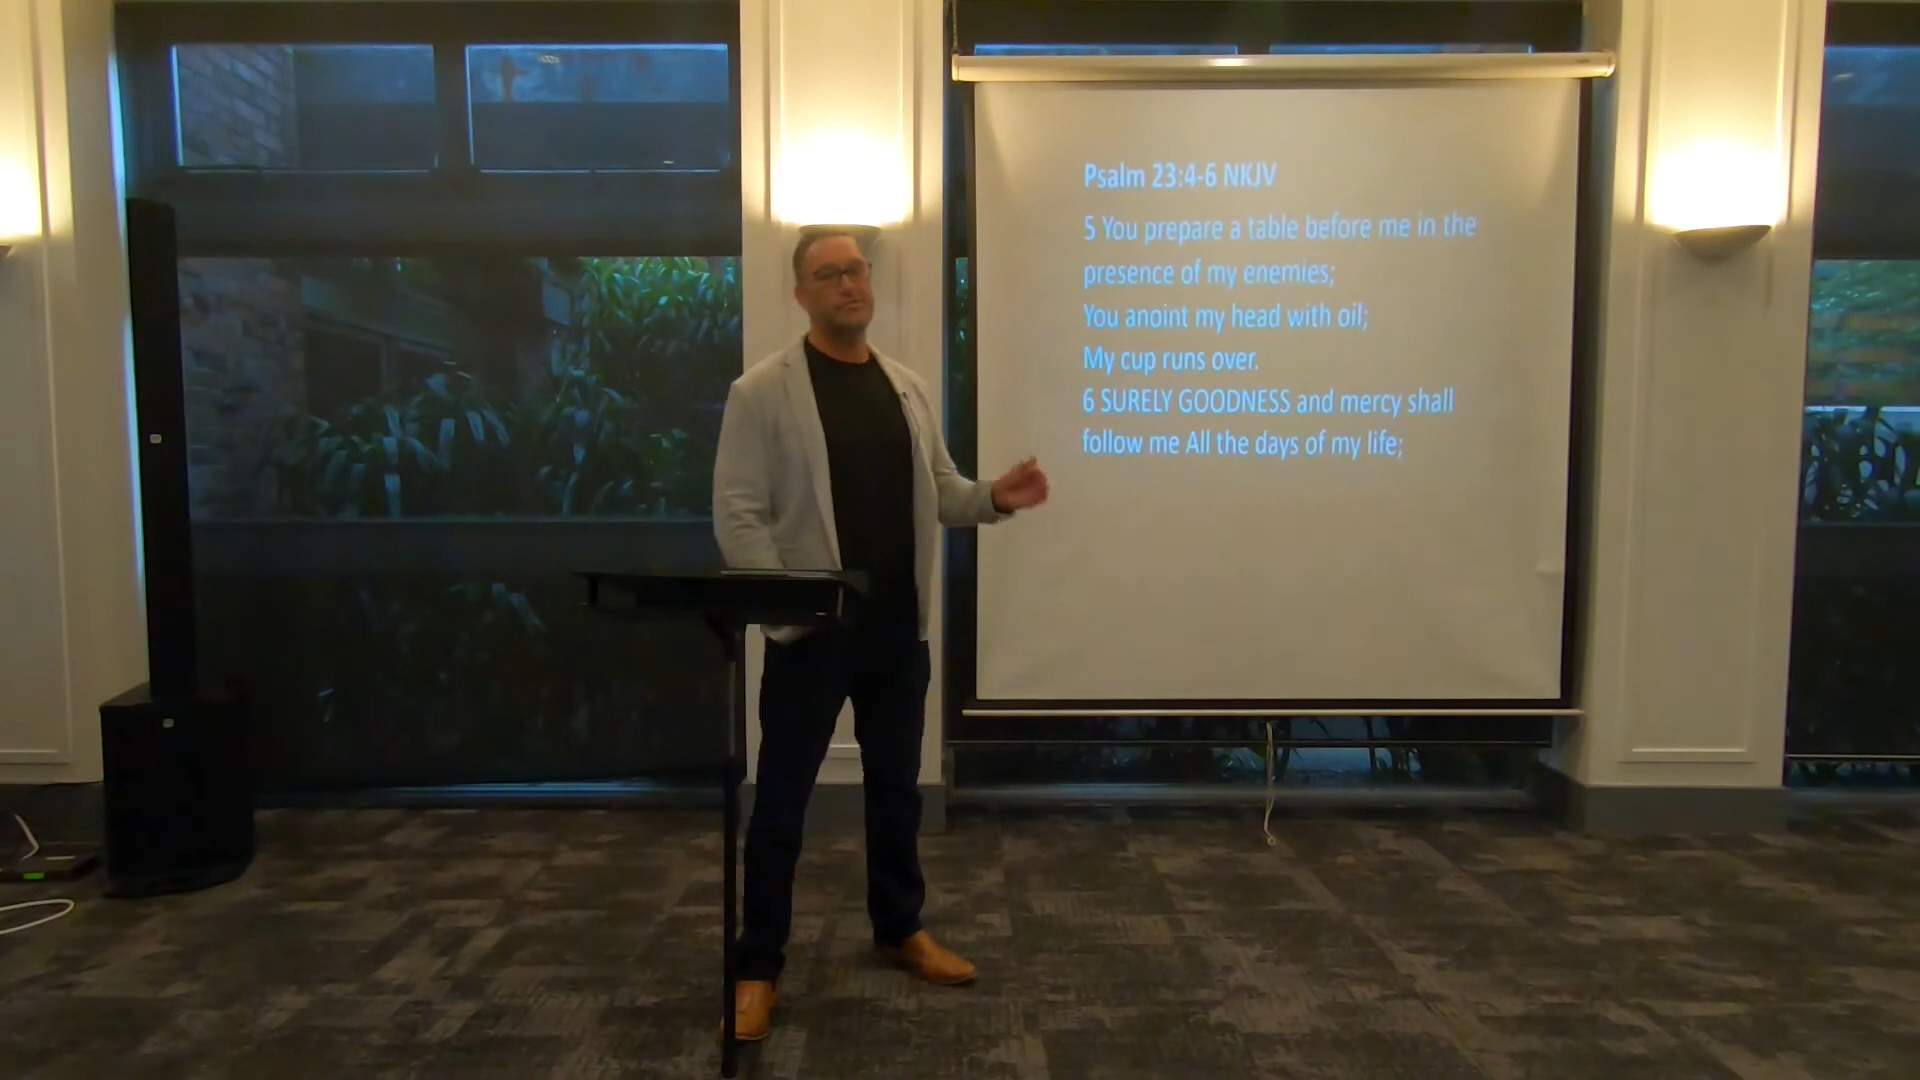 Psalm 23:4-6 NKJV
5 You prepare a table before me in the
presence of my enemies;
You anoint my head with oil;
My cup runs over.
6 SURELY GOODNESS and mercy shall
follow me All the days of my life;